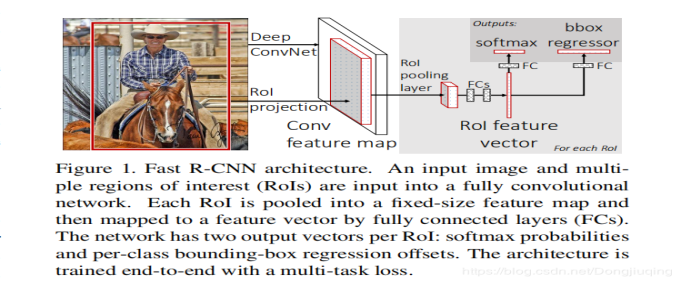 Outputs:
bbox
softmax regressor
Deep
ConvNet
FC
FC
RoI
pooling
layer
FCs
RoI
projection
Conv
feature map
RoI feature
vector
For each RoI
Figure 1. Fast R-CNN architecture. An input image and multi-
ple regions of interest (RoIs) are input into a fully convolutional
network. Each RoI is pooled into a fixed-size feature map and
then mapped to a feature vector by fully connected layers (FCs).
The network has two output vectors per RoI: softmax probabilities
and per-class bounding-box regression offsets. The architecture is
trained end-to-end with a multi-task loss.
https://blog.csdn.net/Dongjiuqing